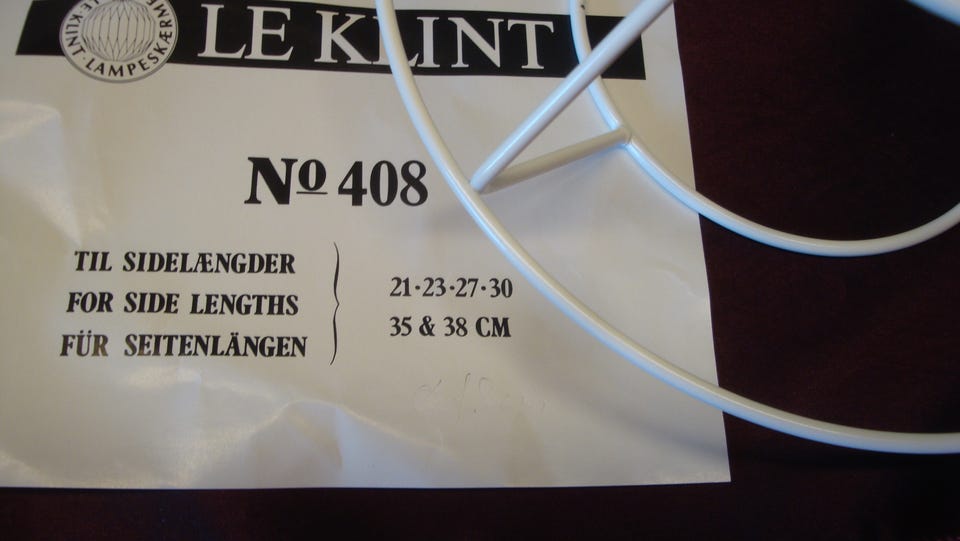 LE KLINT
LE KLINT · LAMPESKÆRME
Nº 408
TIL SIDELÆNGDER
FOR SIDE LENGTHS
FÜR SEITENLÄNGEN
21·23·27·30
35 & 38 CM